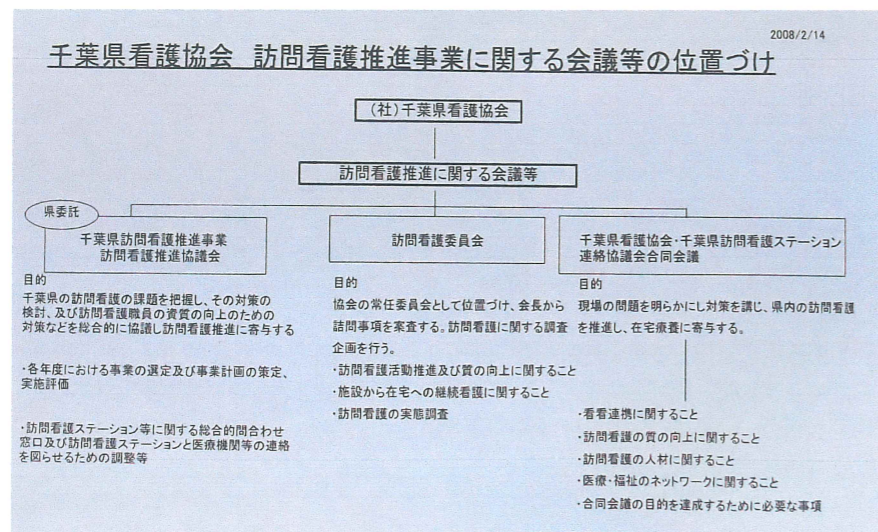 2008/2/14
千葉県看護協会　訪問看護推進事業に関する会議等の位置づけ
(社)千葉県看護協会
訪問看護推進に関する会議等
県委託
千葉県訪問看護推進事業
訪問看護推進協議会
目的
千葉県の訪問看護の課題を把握し、その対策の
検討、及び訪問看護職員の資質の向上のための
対策などを総合的に協議し訪問看護推進に寄与する
・各年度における事業の選定及び事業計画の策定、
実施評価
・訪問看護ステーション等に関する総合的問合わせ
窓口及び訪問看護ステーションと医療機関等の連絡
を図らせるための調整等
訪問看護委員会
目的
協会の常任委員会として位置づけ、会長から
諮問事項を案査する。訪問看護に関する調査
企画を行う。
・訪問看護活動推進及び質の向上に関すること
・施設から在宅への継続看護に関すること
・訪問看護の実態調査
千葉県看護協会・千葉県訪問看護ステーション
連絡協議会合同会議
目的
現場の問題を明らかにし対策を講じ、県内の訪問看護
を推進し、在宅療養に寄与する。
・看看連携に関すること
・訪問看護の質の向上に関すること
・訪問看護の人材に関すること
・医療・福祉のネットワークに関すること
・合同会議の目的を達成するために必要な事項